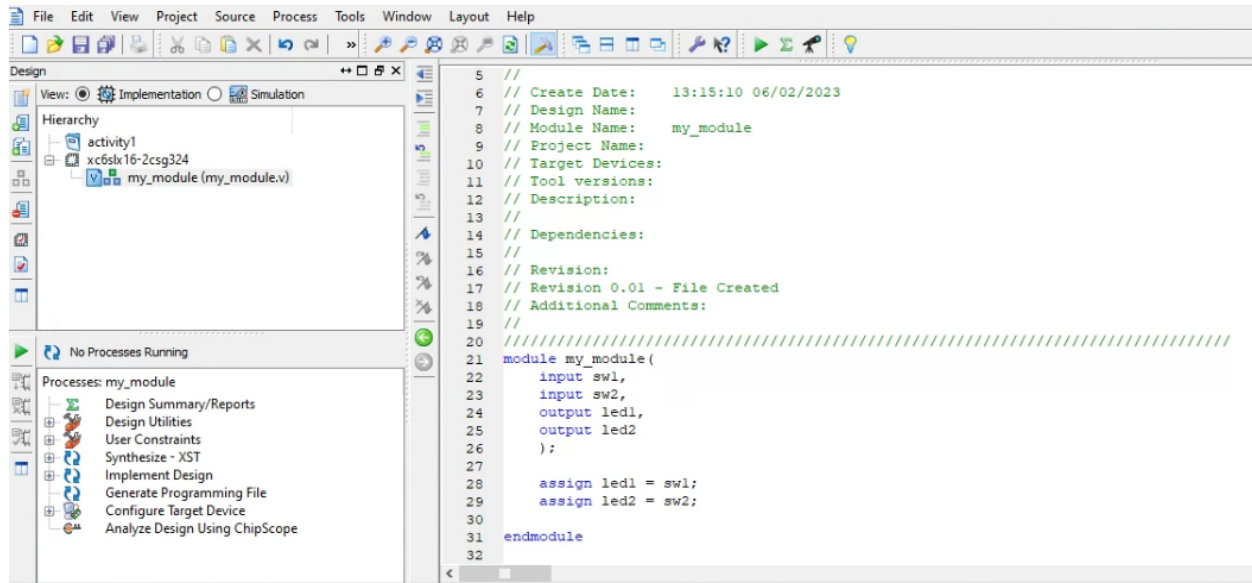 File Edit View Project Source Process Tools Window Layout Help
Design
View: Implementation Simulation
Hierarchy
activity1
xc6slx16-2csg324
my_module (my_module.v)
No Processes Running
Processes: my_module
Design Summary/Reports
Design Utilities
User Constraints
Synthesize - XST
Implement Design
Generate Programming File
Configure Target Device
Analyze Design Using ChipScope
5 //
6 // Create Date:    13:15:10 06/02/2023
7 // Design Name:
8 // Module Name:    my_module
9 // Project Name:
10 // Target Devices:
11 // Tool versions:
12 // Description:
13 //
14 // Dependencies:
15 //
16 // Revision:
17 // Revision 0.01 - File Created
18 // Additional Comments:
19 //
20 //////////////////////////////////////////////////////////////////////////////////
21 module my_module(
22     input sw1,
23     input sw2,
24     output led1,
25     output led2
26     );
27
28     assign led1 = sw1;
29     assign led2 = sw2;
30
31 endmodule
32